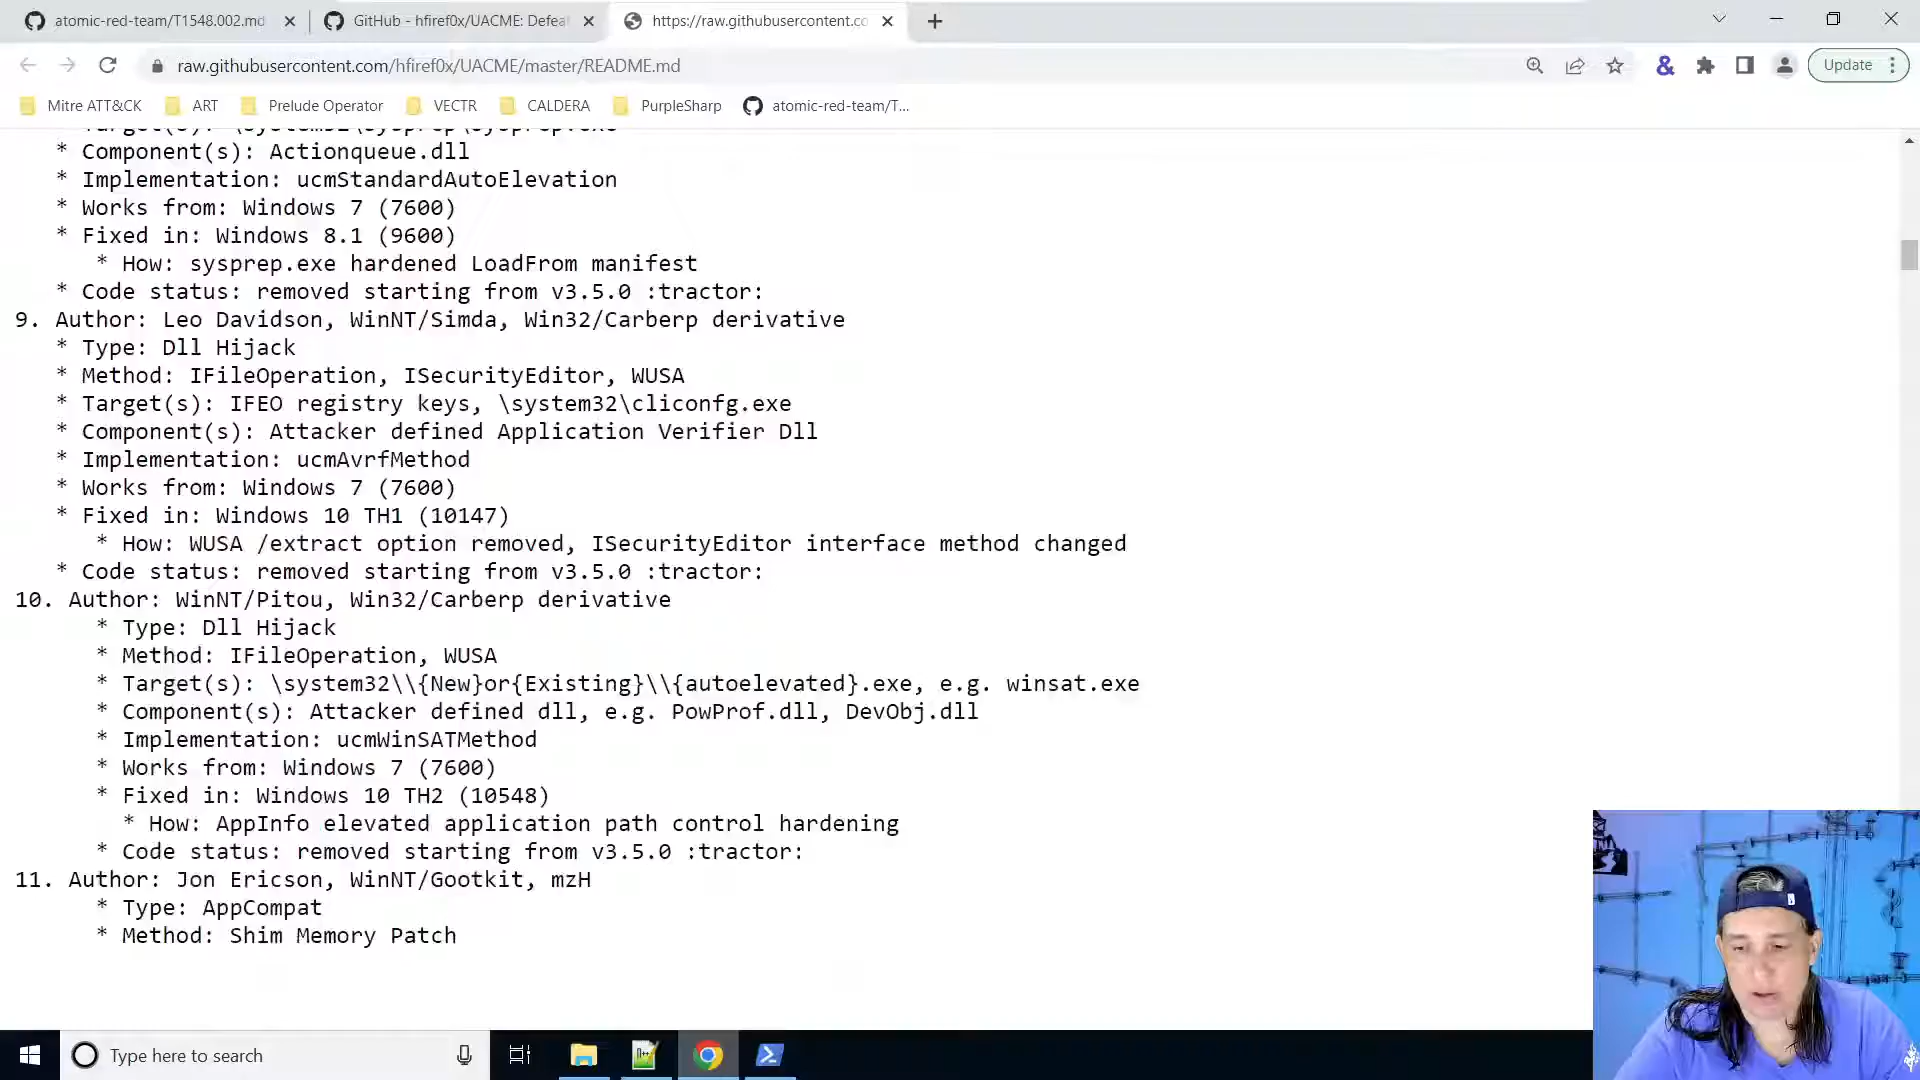 atomic-red-team/T1548.002.md
GitHub - hfiref0x/UACME: Defea
https://raw.githubusercontent.co
raw.githubusercontent.com/hfiref0x/UACME/master/README.md
Update
Mitre ATT&CK
ART
Prelude Operator
VECTR
CALDERA
PurpleSharp
atomic-red-team/T...
* Target(s): \system32\sysprep\sysprep.exe
* Component(s): Actionqueue.dll
* Implementation: ucmStandardAutoElevation
* Works from: Windows 7 (7600)
* Fixed in: Windows 8.1 (9600)
* How: sysprep.exe hardened LoadFrom manifest
* Code status: removed starting from v3.5.0 :tractor:
9. Author: Leo Davidson, WinNT/Simda, Win32/Carberp derivative
* Type: Dll Hijack
* Method: IFileOperation, ISecurityEditor, WUSA
* Target(s): IFEO registry keys, \system32\cliconfg.exe
* Component(s): Attacker defined Application Verifier Dll
* Implementation: ucmAvrfMethod
* Works from: Windows 7 (7600)
* Fixed in: Windows 10 TH1 (10147)
* How: WUSA /extract option removed, ISecurityEditor interface method changed
* Code status: removed starting from v3.5.0 :tractor:
10. Author: WinNT/Pitou, Win32/Carberp derivative
* Type: Dll Hijack
* Method: IFileOperation, WUSA
* Target(s): \system32\\{New}or{Existing}\\{autoelevated}.exe, e.g. winsat.exe
* Component(s): Attacker defined dll, e.g. PowProf.dll, DevObj.dll
* Implementation: ucmWinSATMethod
* Works from: Windows 7 (7600)
* Fixed in: Windows 10 TH2 (10548)
* How: AppInfo elevated application path control hardening
* Code status: removed starting from v3.5.0 :tractor:
11. Author: Jon Ericson, WinNT/Gootkit, mzH
* Type: AppCompat
* Method: Shim Memory Patch
Type here to search